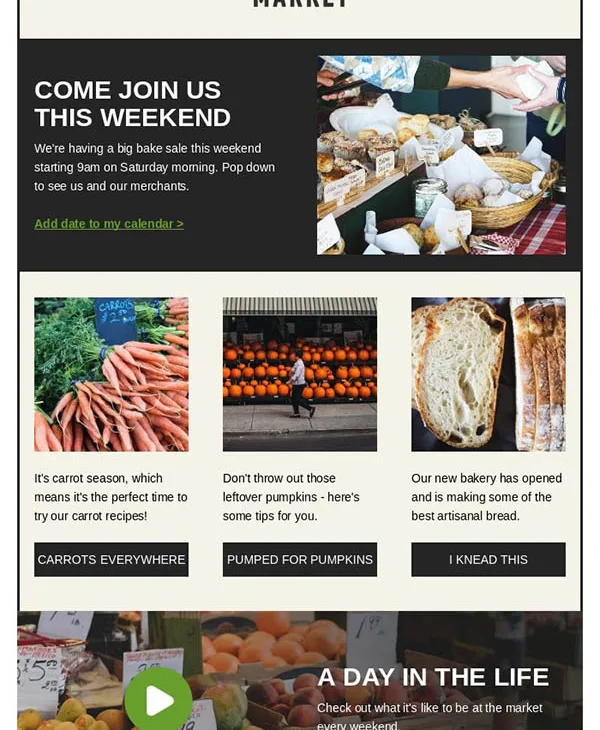 MARKET
COME JOIN US
THIS WEEKEND
We're having a big bake sale this weekend
starting 9am on Saturday morning. Pop down
to see us and our merchants.
Add date to my calendar >
CARROTS
It's carrot season, which
means it's the perfect time to
try our carrot recipes!
Don't throw out those
leftover pumpkins - here's
some tips for you.
Our new bakery has opened
and is making some of the
best artisanal bread.
CARROTS EVERYWHERE
PUMPED FOR PUMPKINS
I KNEAD THIS
A DAY IN THE LIFE
Check out what it's like to be at the market
every weekend.